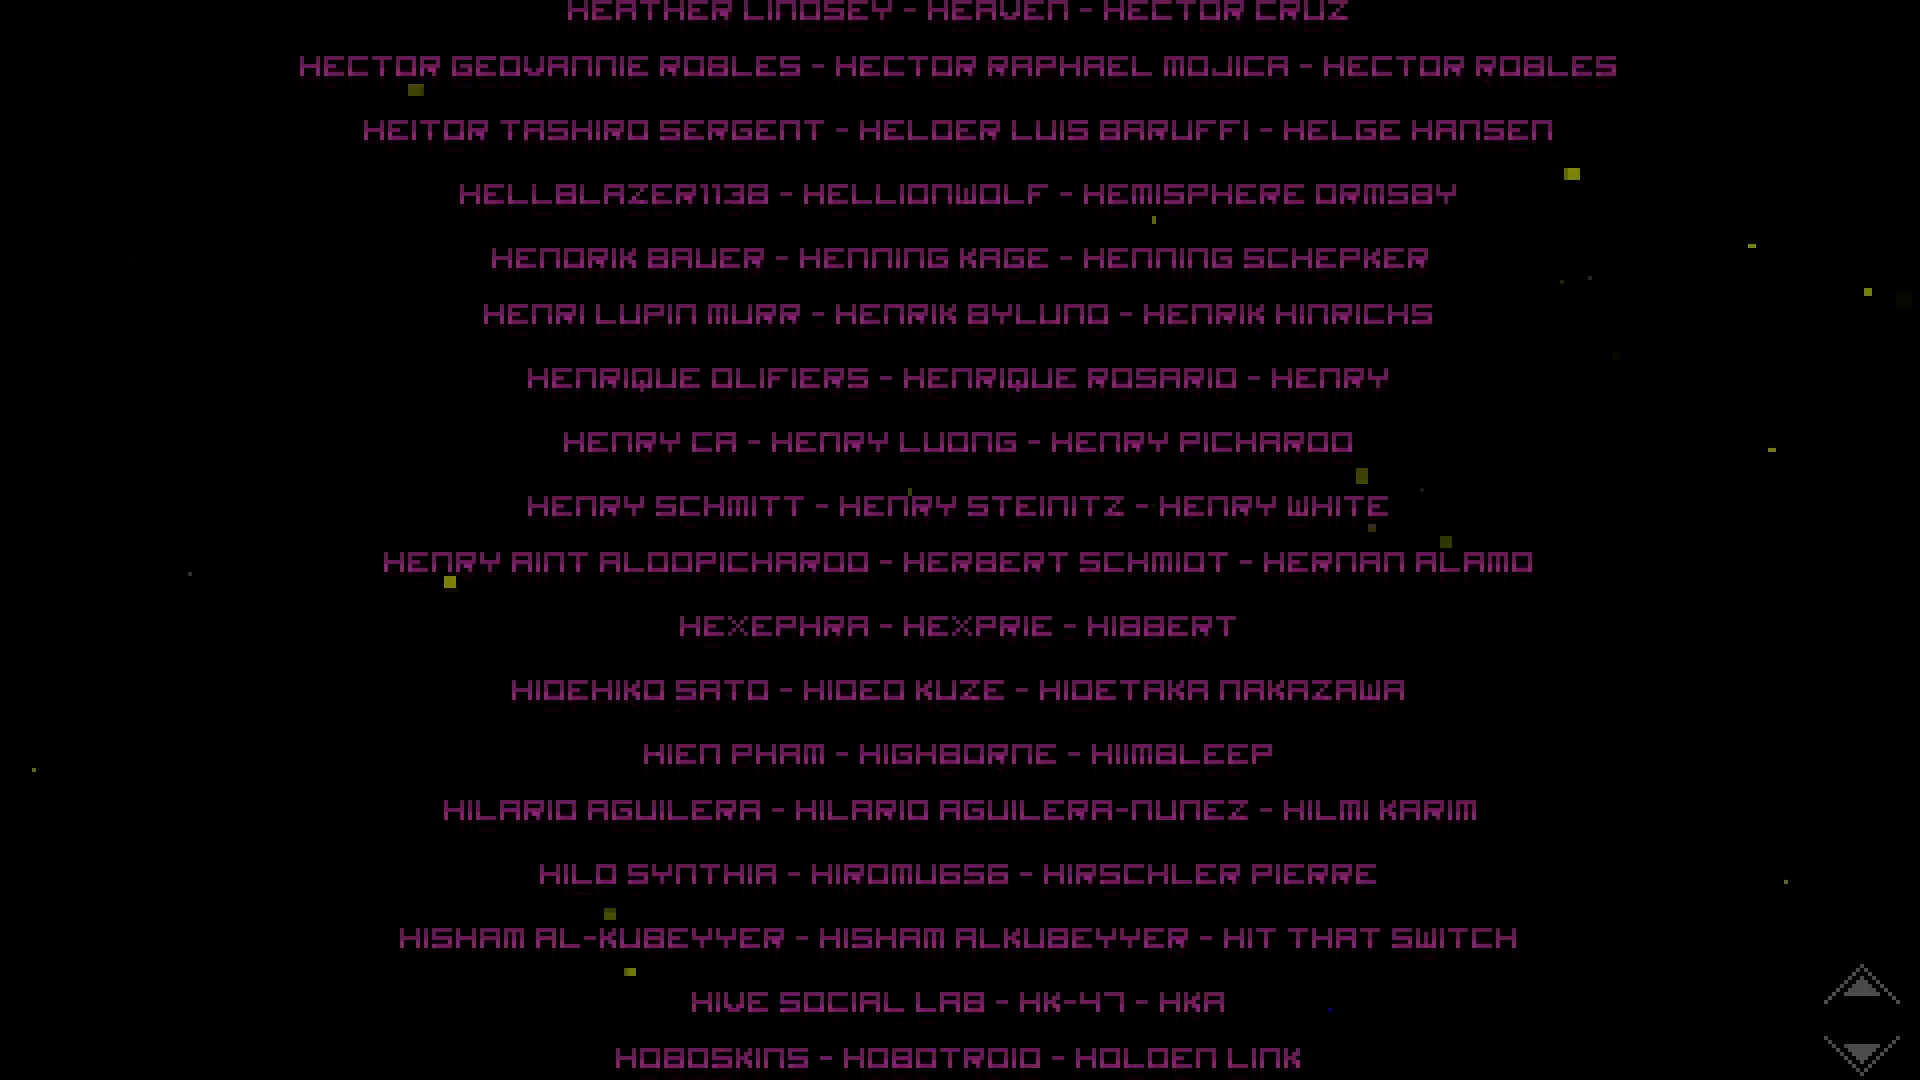 HEATHER LINDSEY - HEAVEN - HECTOR CRUZ
HECTOR GEOVANNIE ROBLES - HECTOR RAPHAEL MOJICA - HECTOR ROBLES
HEITOR TASHIRO SERGENT - HELDER LUIS BARUFFI - HELGE HANSEN
HELLBLAZER1138 - HELLIONWOLF - HEMISPHERE ORMSBY
HENDRIK BAUER - HENNING KAGE - HENNING SCHEPKER
HENRI LUPIN MURR - HENRIK BYLUND - HENRIK HINRICHS
HENRIQUE OLIFIERS - HENRIQUE ROSARIO - HENRY
HENRY CA - HENRY LUONG - HENRY PICHARDO
HENRY SCHMITT - HENRY STEINITZ - HENRY WHITE
HENRY AINT ALDOPICHARDO - HERBERT SCHMIDT - HERNAN ALAMO
HEXEPHRA - HEXPRIE - HIBBERT
HIDEHIKO SATO - HIDEO KUZE - HIDETAKA NAKAZAWA
HIEN PHAM - HIGHBORNE - HIIMBLEEP
HILARIO AGUILERA - HILARIO AGUILERA-NUNEZ - HILMI KARIM
HILO SYNTHIA - HIROMU656 - HIRSCHLER PIERRE
HISHAM AL-KUBEYYER - HISHAM ALKUBEYYER - HIT THAT SWITCH
HIVE SOCIAL LAB - HK-47 - HKA
HOBOSKINS - HOBOTROID - HOLDEN LINK